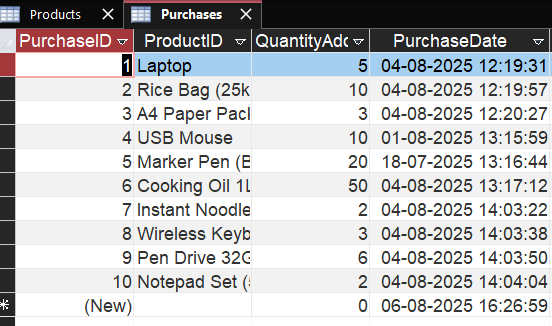 Products Purchases
PurchaseID ProductID QuantityAdd PurchaseDate
1 Laptop 5 04-08-2025 12:19:31
2 Rice Bag (25k 10 04-08-2025 12:19:57
3 A4 Paper Pack 3 04-08-2025 12:20:27
4 USB Mouse 10 01-08-2025 13:15:59
5 Marker Pen (B 20 18-07-2025 13:16:44
6 Cooking Oil 1L 50 04-08-2025 13:17:12
7 Instant Noodle 2 04-08-2025 14:03:22
8 Wireless Keyb 3 04-08-2025 14:03:38
9 Pen Drive 32G 6 04-08-2025 14:03:50
10 Notepad Set (5 2 04-08-2025 14:04:04
(New) 0 06-08-2025 16:26:59